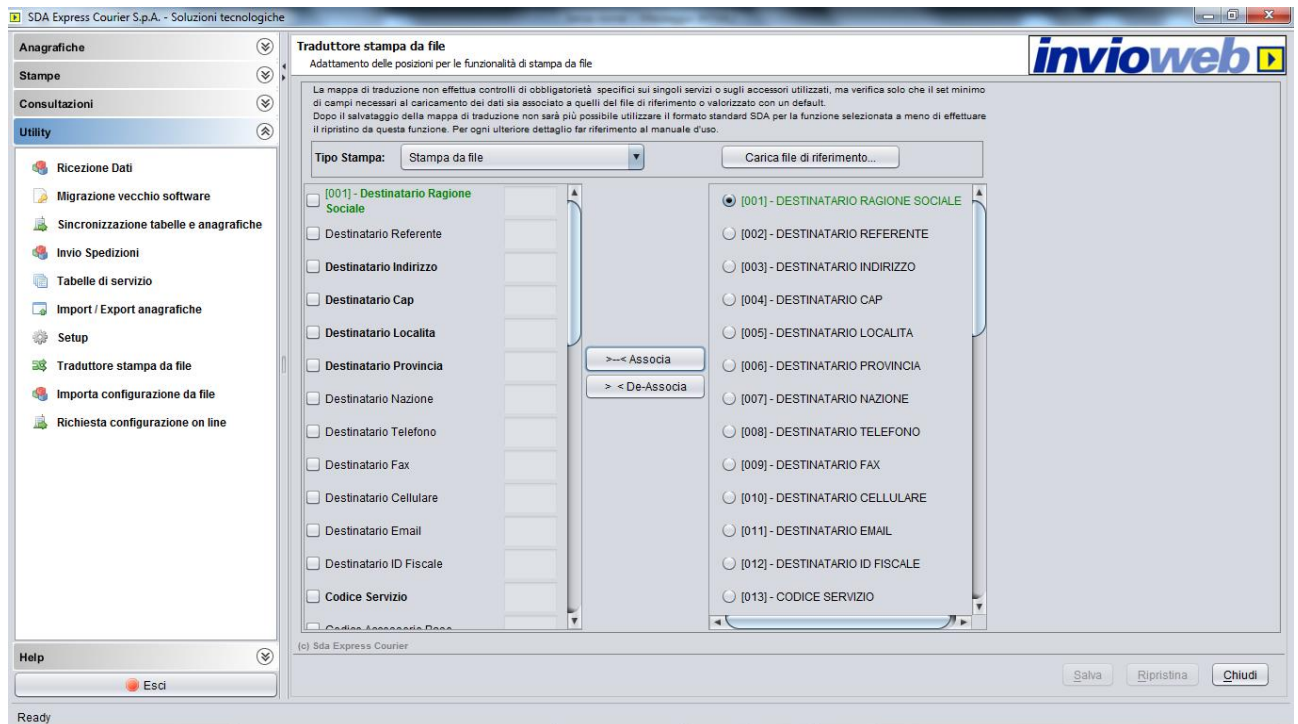 SDA Express Courier S.p.A. - Soluzioni tecnologiche
Anagrafiche
Stampe
Consultazioni
Utility
Ricezione Dati
Migrazione vecchio software
Sincronizzazione tabelle e anagrafiche
Invio Spedizioni
Tabelle di servizio
Import / Export anagrafiche
Setup
Traduttore stampa da file
Importa configurazione da file
Richiesta configurazione on line
Help
Esci
Ready
Traduttore stampa da file
Adattamento delle posizioni per le funzionalità di stampa da file
invioweb
La mappa di traduzione non effettua controlli di obbligatorietà specifici sui singoli servizi o sugli accessori utilizzati, ma verifica solo che il set minimo
di campi necessari al caricamento dei dati sia associato a quelli del file di riferimento o valorizzato con un default.
Dopo il salvataggio della mappa di traduzione non sarà più possibile utilizzare il formato standard SDA per la funzione selezionata a meno di effettuare
il ripristino da questa funzione. Per ogni ulteriore dettaglio far riferimento al manuale d'uso.
Tipo Stampa: Stampa da file
Carica file di riferimento...
[001] - Destinatario Ragione
Sociale
Destinatario Referente
Destinatario Indirizzo
Destinatario Cap
Destinatario Localita
Destinatario Provincia
Destinatario Nazione
Destinatario Telefono
Destinatario Fax
Destinatario Cellulare
Destinatario Email
Destinatario ID Fiscale
Codice Servizio
>--< Associa
> < De-Associa
[001] - DESTINATARIO RAGIONE SOCIALE
[002] - DESTINATARIO REFERENTE
[003] - DESTINATARIO INDIRIZZO
[004] - DESTINATARIO CAP
[005] - DESTINATARIO LOCALITA
[006] - DESTINATARIO PROVINCIA
[007] - DESTINATARIO NAZIONE
[008] - DESTINATARIO TELEFONO
[009] - DESTINATARIO FAX
[010] - DESTINATARIO CELLULARE
[011] - DESTINATARIO EMAIL
[012] - DESTINATARIO ID FISCALE
[013] - CODICE SERVIZIO
(c) Sda Express Courier
Salva
Ripristina
Chiudi